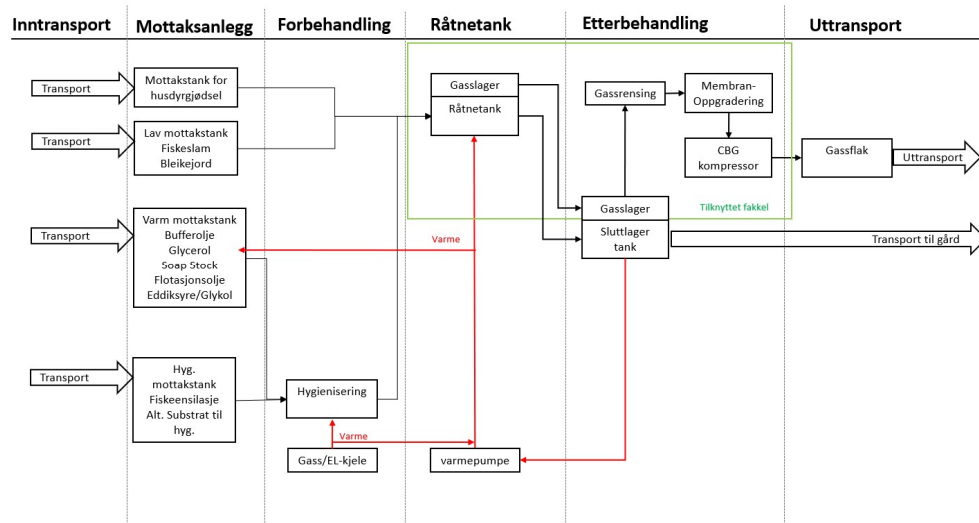 Inntransport
Mottaksanlegg
Forbehandling
Råtnetank
Etterbehandling
Uttransport
Transport
Mottakstank for
husdyrgjødsel
Transport
Lav mottakstank
Fiskeslam
Bleikejord
Transport
Varm mottakstank
Bufferolje
Glycerol
Soap Stock
Flotasjonsolje
Eddiksyre/Glykol
Transport
Hyg.
mottakstank
Fiskeensilasje
Alt. Substrat til
hyg.
Hygienisering
Varme
Gass/EL-kjele
Gasslager
Råtnetank
Varme
varmepumpe
Gassrensing
Membran-
Oppgradering
CBG
kompressor
Tilknyttet fakkel
Gasslager
Sluttlager
tank
Gassflak
Uttransport
Transport til gård